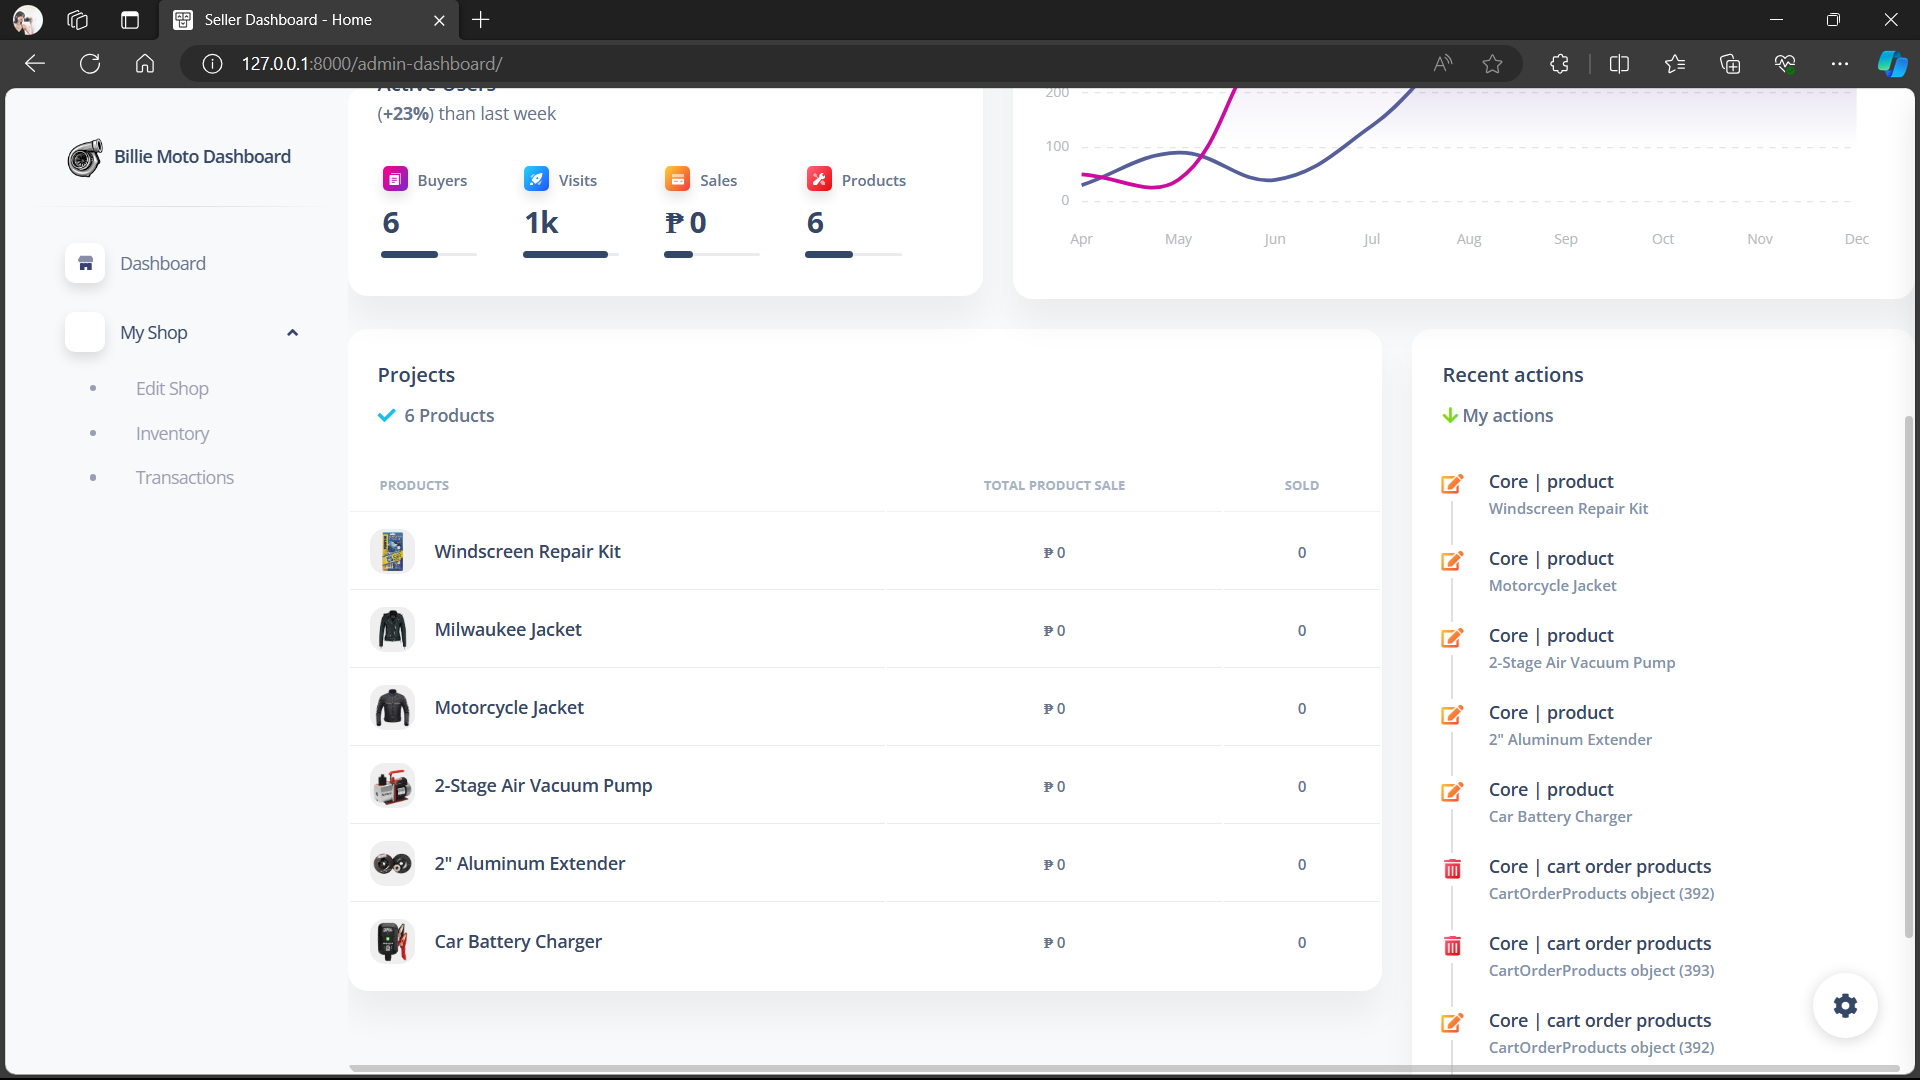 Seller Dashboard - Home
127.0.0.1:8000/admin-dashboard/
Billie Moto Dashboard
Dashboard
My Shop
Edit Shop
Inventory
Transactions
Active Users
(+23%) than last week
Buyers
6
Visits
1k
Sales
₱ 0
Products
6
200
100
0
Apr May Jun Jul Aug Sep Oct Nov Dec
Projects
6 Products
PRODUCTS TOTAL PRODUCT SALE SOLD
Windscreen Repair Kit ₱ 0 0
Milwaukee Jacket ₱ 0 0
Motorcycle Jacket ₱ 0 0
2-Stage Air Vacuum Pump ₱ 0 0
2" Aluminum Extender ₱ 0 0
Car Battery Charger ₱ 0 0
Recent actions
My actions
Core | product
Windscreen Repair Kit
Core | product
Motorcycle Jacket
Core | product
2-Stage Air Vacuum Pump
Core | product
2" Aluminum Extender
Core | product
Car Battery Charger
Core | cart order products
CartOrderProducts object (392)
Core | cart order products
CartOrderProducts object (393)
Core | cart order products
CartOrderProducts object (392)